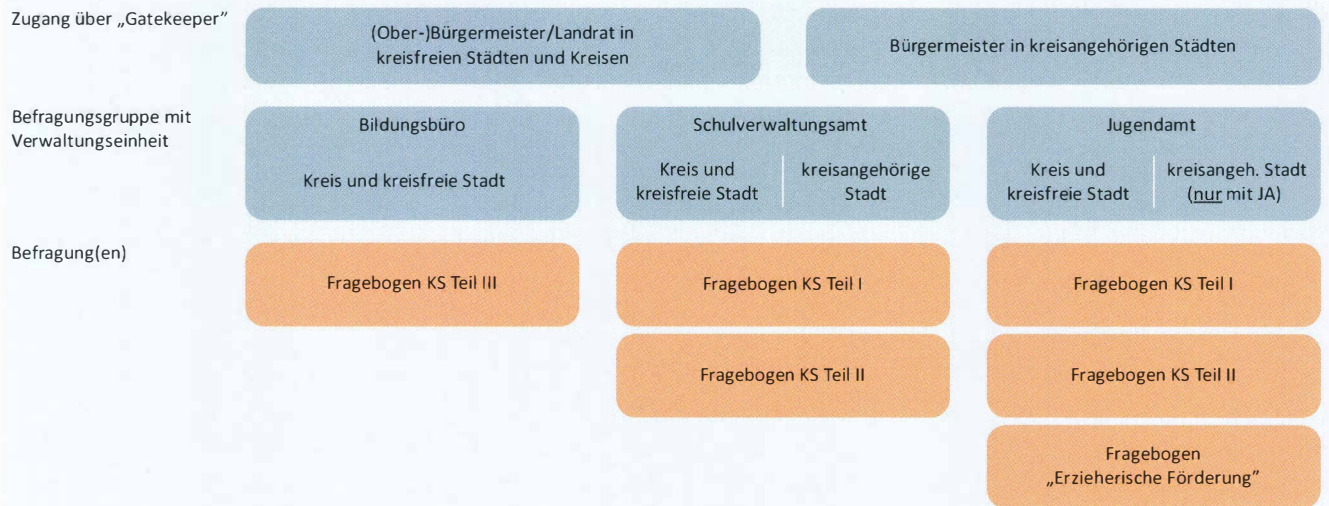 Zugang über „Gatekeeper”
(Ober-)Bürgermeister/Landrat in
kreisfreien Städten und Kreisen
Bürgermeister in kreisangehörigen Städten
Befragungsgruppe mit
Verwaltungseinheit
Bildungsbüro
Kreis und kreisfreie Stadt
Schulverwaltungsamt
Kreis und
kreisfreie Stadt
kreisangehörige
Stadt
Jugendamt
Kreis und
kreisfreie Stadt
kreisangeh. Stadt
(nur mit JA)
Befragung(en)
Fragebogen KS Teil III
Fragebogen KS Teil I
Fragebogen KS Teil I
Fragebogen KS Teil II
Fragebogen KS Teil II
Fragebogen
„Erzieherische Förderung”